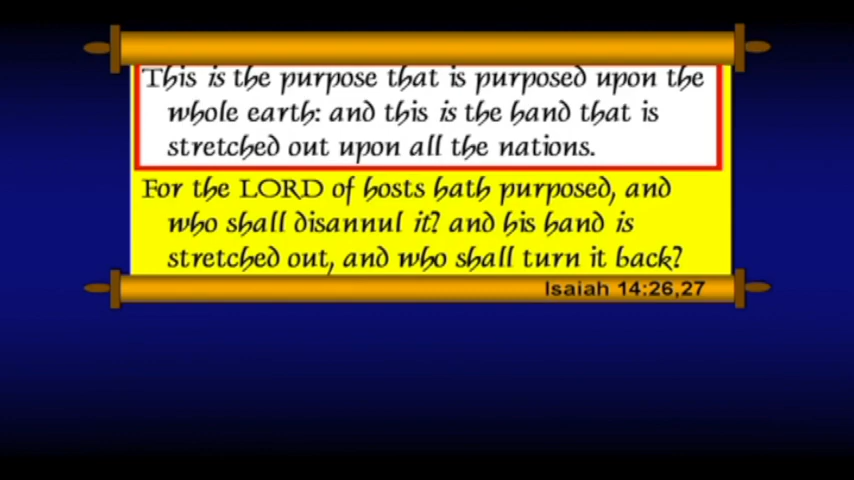 This is the purpose that is purposed upon the
whole earth: and this is the hand that is
stretched out upon all the nations.
For the LORD of hosts hath purposed, and
who shall disannul it? and his hand is
stretched out, and who shall turn it back?
Isaiah 14:26,27